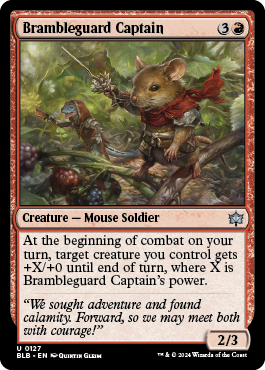 Brambleguard Captain 3
Creature — Mouse Soldier
At the beginning of combat on your
turn, target creature you control gets
+X/+0 until end of turn, where X is
Brambleguard Captain’s power.
“We sought adventure and found
calamity. Forward, so we may meet both
with courage!”
2/3
U 0127
BLB • EN Quintin Gleim
™ & © 2024 Wizards of the Coast